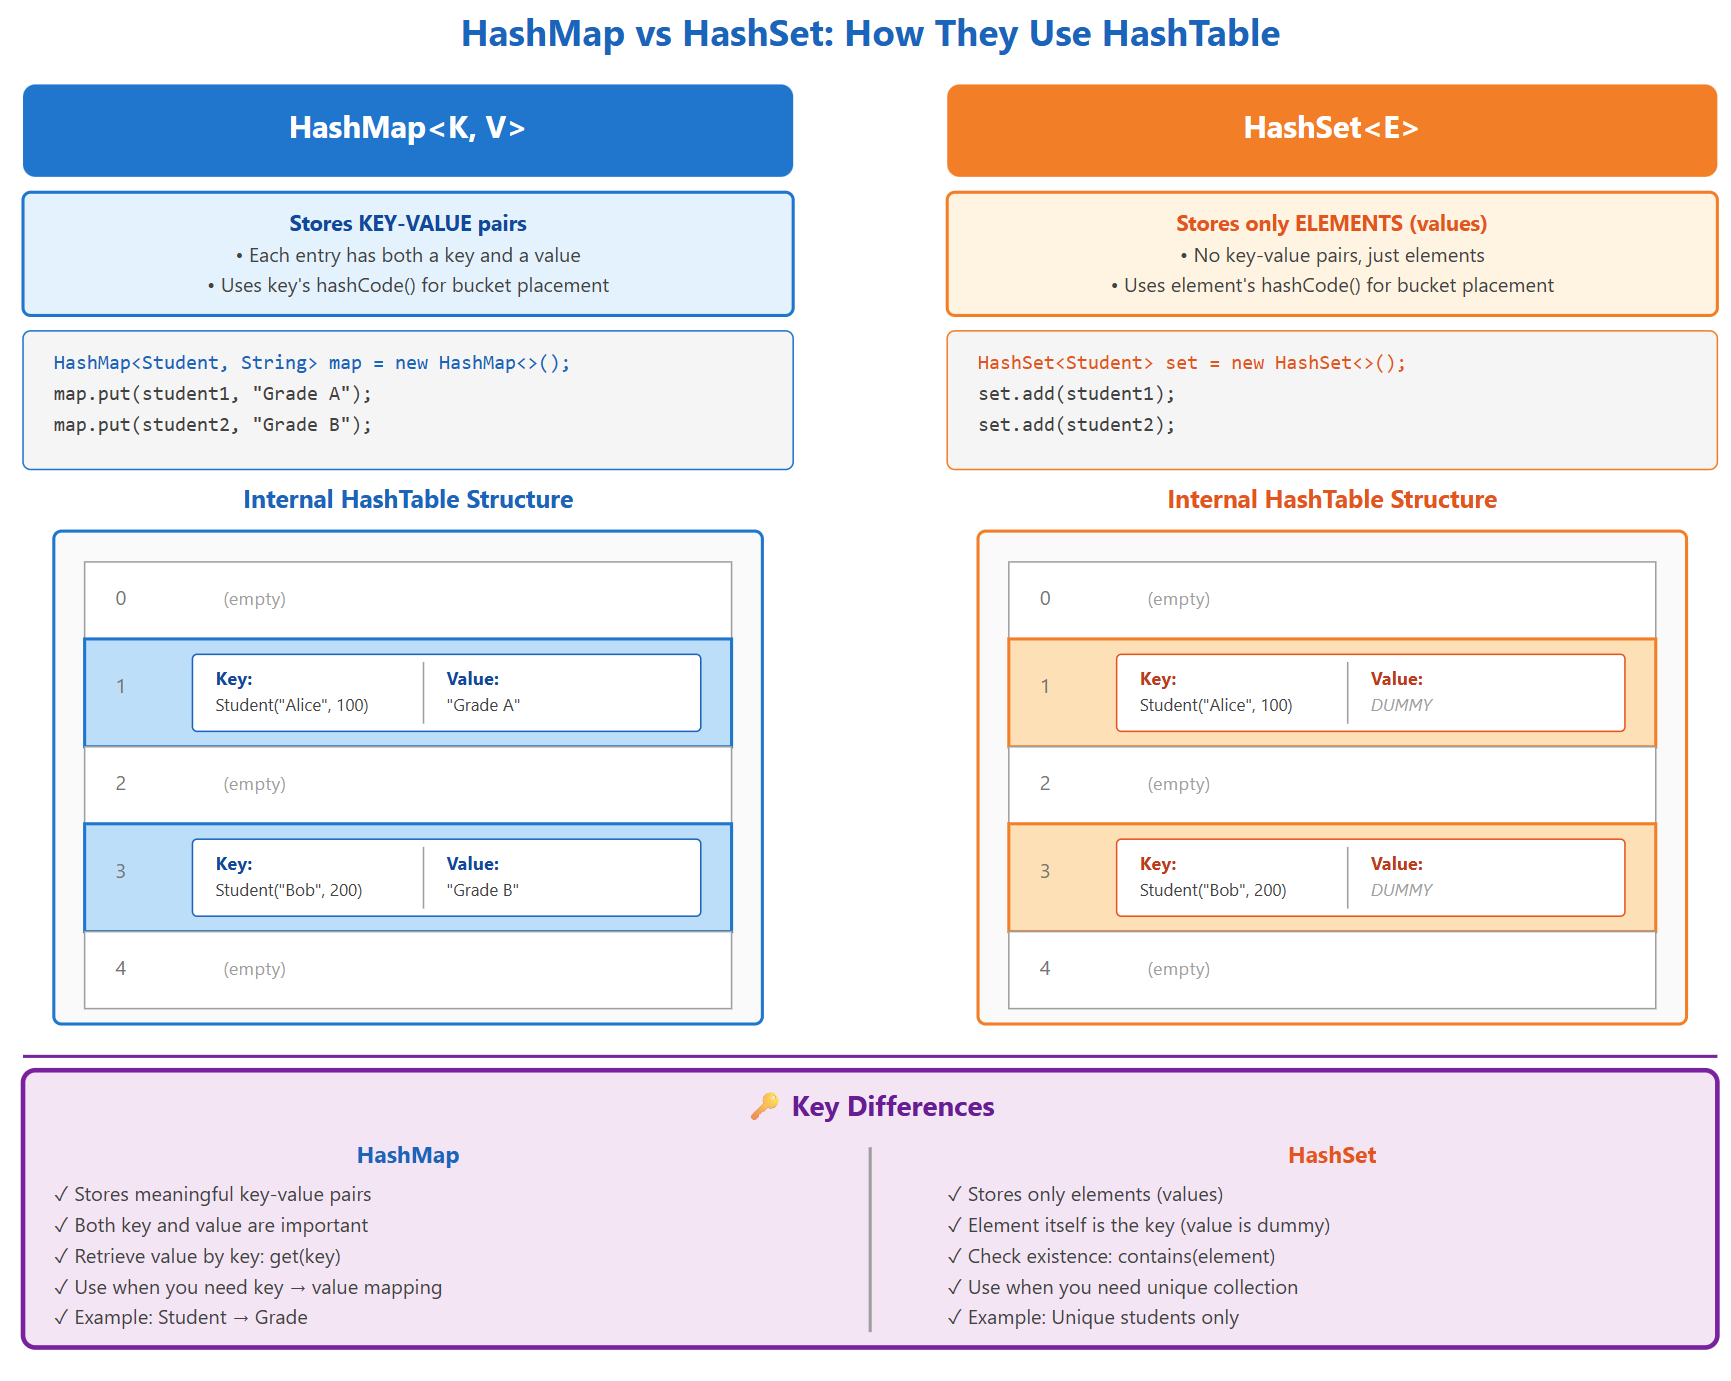 HashMap vs HashSet: How They Use HashTable
HashMap<K, V>
Stores KEY-VALUE pairs
• Each entry has both a key and a value
• Uses key's hashCode() for bucket placement
HashMap<Student, String> map = new HashMap<>();
map.put(student1, "Grade A");
map.put(student2, "Grade B");
Internal HashTable Structure
0 (empty)
1
Key: Value:
Student("Alice", 100) "Grade A"
2 (empty)
3
Key: Value:
Student("Bob", 200) "Grade B"
4 (empty)
HashSet<E>
Stores only ELEMENTS (values)
• No key-value pairs, just elements
• Uses element's hashCode() for bucket placement
HashSet<Student> set = new HashSet<>();
set.add(student1);
set.add(student2);
Internal HashTable Structure
0 (empty)
1
Key: Value:
Student("Alice", 100) DUMMY
2 (empty)
3
Key: Value:
Student("Bob", 200) DUMMY
4 (empty)
🔑 Key Differences
HashMap
✓ Stores meaningful key-value pairs
✓ Both key and value are important
✓ Retrieve value by key: get(key)
✓ Use when you need key → value mapping
✓ Example: Student → Grade
HashSet
✓ Stores only elements (values)
✓ Element itself is the key (value is dummy)
✓ Check existence: contains(element)
✓ Use when you need unique collection
✓ Example: Unique students only